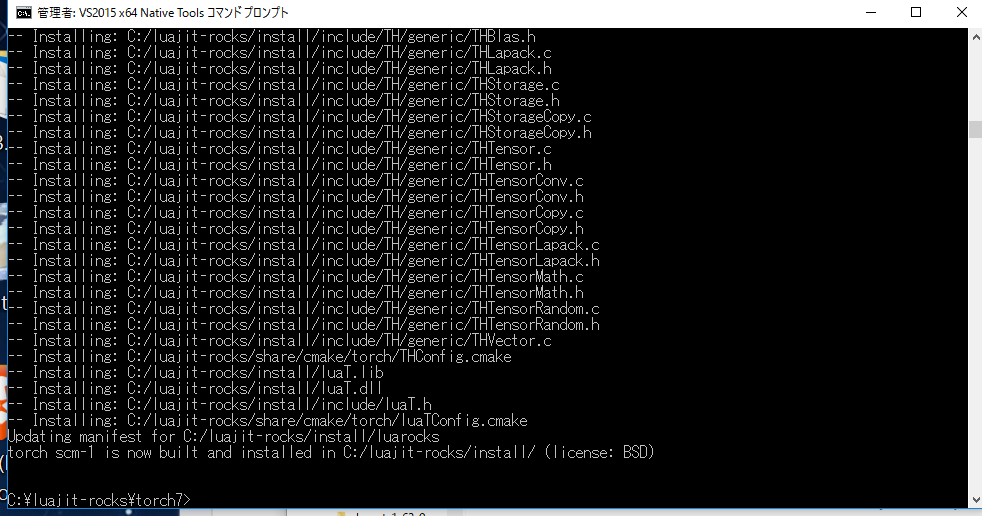 管理者: VS2015 x64 Native Tools コマンドプロンプト
-- Installing: C:/luajit-rocks/install/include/TH/generic/THBlas.h
-- Installing: C:/luajit-rocks/install/include/TH/generic/THLapack.c
-- Installing: C:/luajit-rocks/install/include/TH/generic/THLapack.h
-- Installing: C:/luajit-rocks/install/include/TH/generic/THStorage.c
-- Installing: C:/luajit-rocks/install/include/TH/generic/THStorage.h
-- Installing: C:/luajit-rocks/install/include/TH/generic/THStorageCopy.c
-- Installing: C:/luajit-rocks/install/include/TH/generic/THStorageCopy.h
-- Installing: C:/luajit-rocks/install/include/TH/generic/THTensor.c
-- Installing: C:/luajit-rocks/install/include/TH/generic/THTensor.h
-- Installing: C:/luajit-rocks/install/include/TH/generic/THTensorConv.c
-- Installing: C:/luajit-rocks/install/include/TH/generic/THTensorConv.h
-- Installing: C:/luajit-rocks/install/include/TH/generic/THTensorCopy.c
-- Installing: C:/luajit-rocks/install/include/TH/generic/THTensorCopy.h
-- Installing: C:/luajit-rocks/install/include/TH/generic/THTensorLapack.c
-- Installing: C:/luajit-rocks/install/include/TH/generic/THTensorLapack.h
-- Installing: C:/luajit-rocks/install/include/TH/generic/THTensorMath.c
-- Installing: C:/luajit-rocks/install/include/TH/generic/THTensorMath.h
-- Installing: C:/luajit-rocks/install/include/TH/generic/THTensorRandom.c
-- Installing: C:/luajit-rocks/install/include/TH/generic/THTensorRandom.h
-- Installing: C:/luajit-rocks/install/include/TH/generic/THVector.c
-- Installing: C:/luajit-rocks/share/cmake/torch/THConfig.cmake
-- Installing: C:/luajit-rocks/install/luaT.lib
-- Installing: C:/luajit-rocks/install/luaT.dll
-- Installing: C:/luajit-rocks/install/include/luaT.h
-- Installing: C:/luajit-rocks/share/cmake/torch/luaTConfig.cmake
Updating manifest for C:/luajit-rocks/install/luarocks
torch scm-1 is now built and installed in C:/luajit-rocks/install/ (license: BSD)
C:¥luajit-rocks¥torch7>